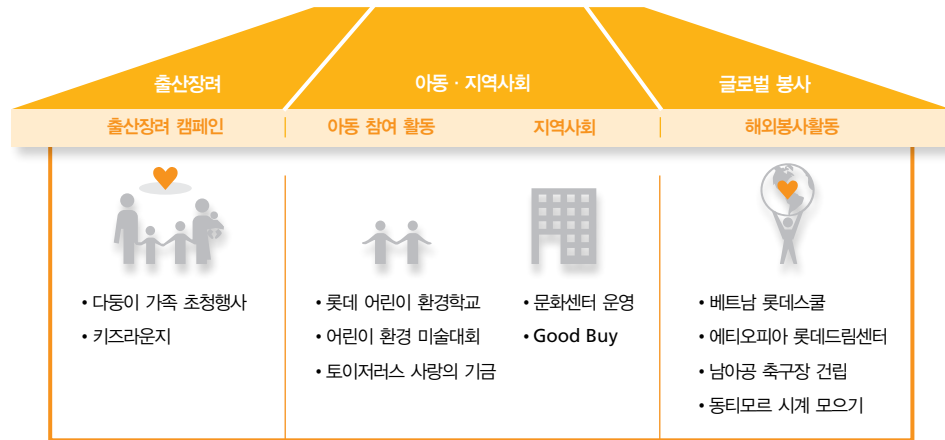 출산장려
아동 · 지역사회
글로벌 봉사
출산장려 캠페인
아동 참여 활동
지역사회
해외봉사활동
• 다둥이 가족 초청행사
• 키즈라운지
• 롯데 어린이 환경학교
• 어린이 환경 미술대회
• 토이저러스 사랑의 기금
• 문화센터 운영
• Good Buy
• 베트남 롯데스쿨
• 에티오피아 롯데드림센터
• 남아공 축구장 건립
• 동티모르 시계 모으기